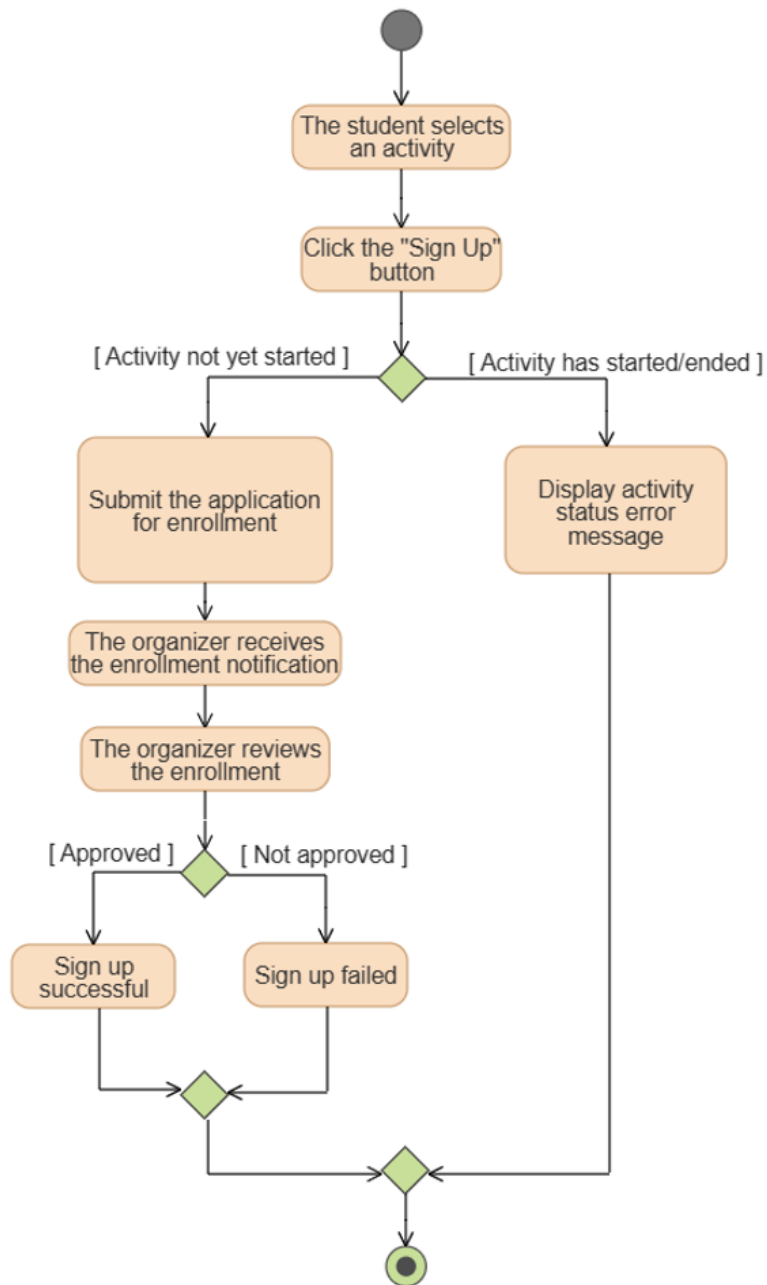 The student selects
an activity
Click the "Sign Up"
button
[ Activity not yet started ]
[ Activity has started/ended ]
Submit the application
for enrollment
Display activity
status error
message
The organizer receives
the enrollment notification
The organizer reviews
the enrollment
[ Approved ]
[ Not approved ]
Sign up
successful
Sign up failed